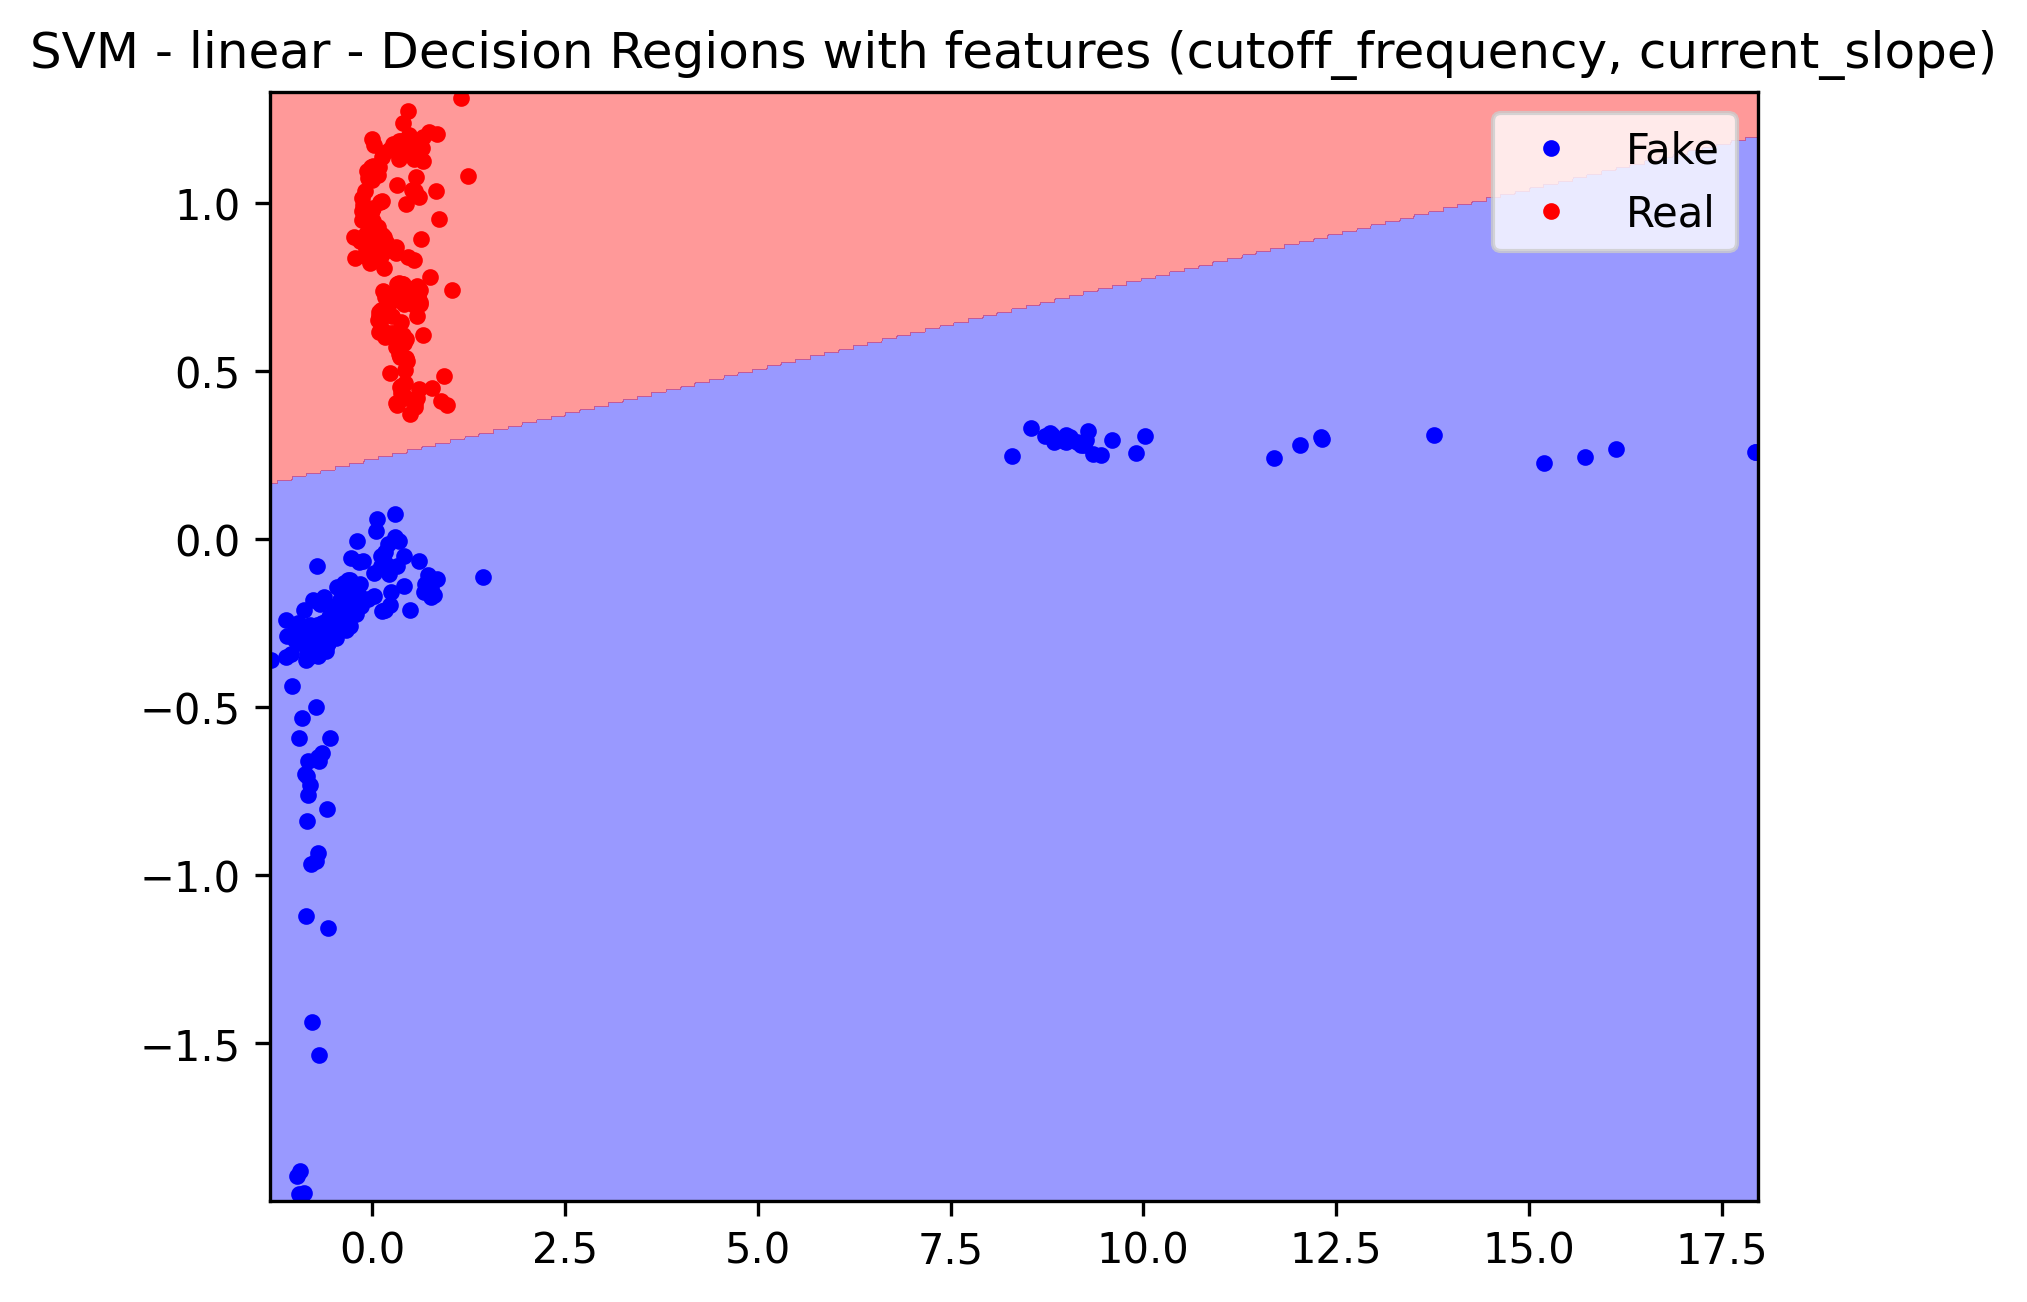 SVM - linear - Decision Regions with features (cutoff_frequency, current_slope)
Fake
Real
1.0
0.5
0.0
−0.5
−1.0
−1.5
0.0 2.5 5.0 7.5 10.0 12.5 15.0 17.5